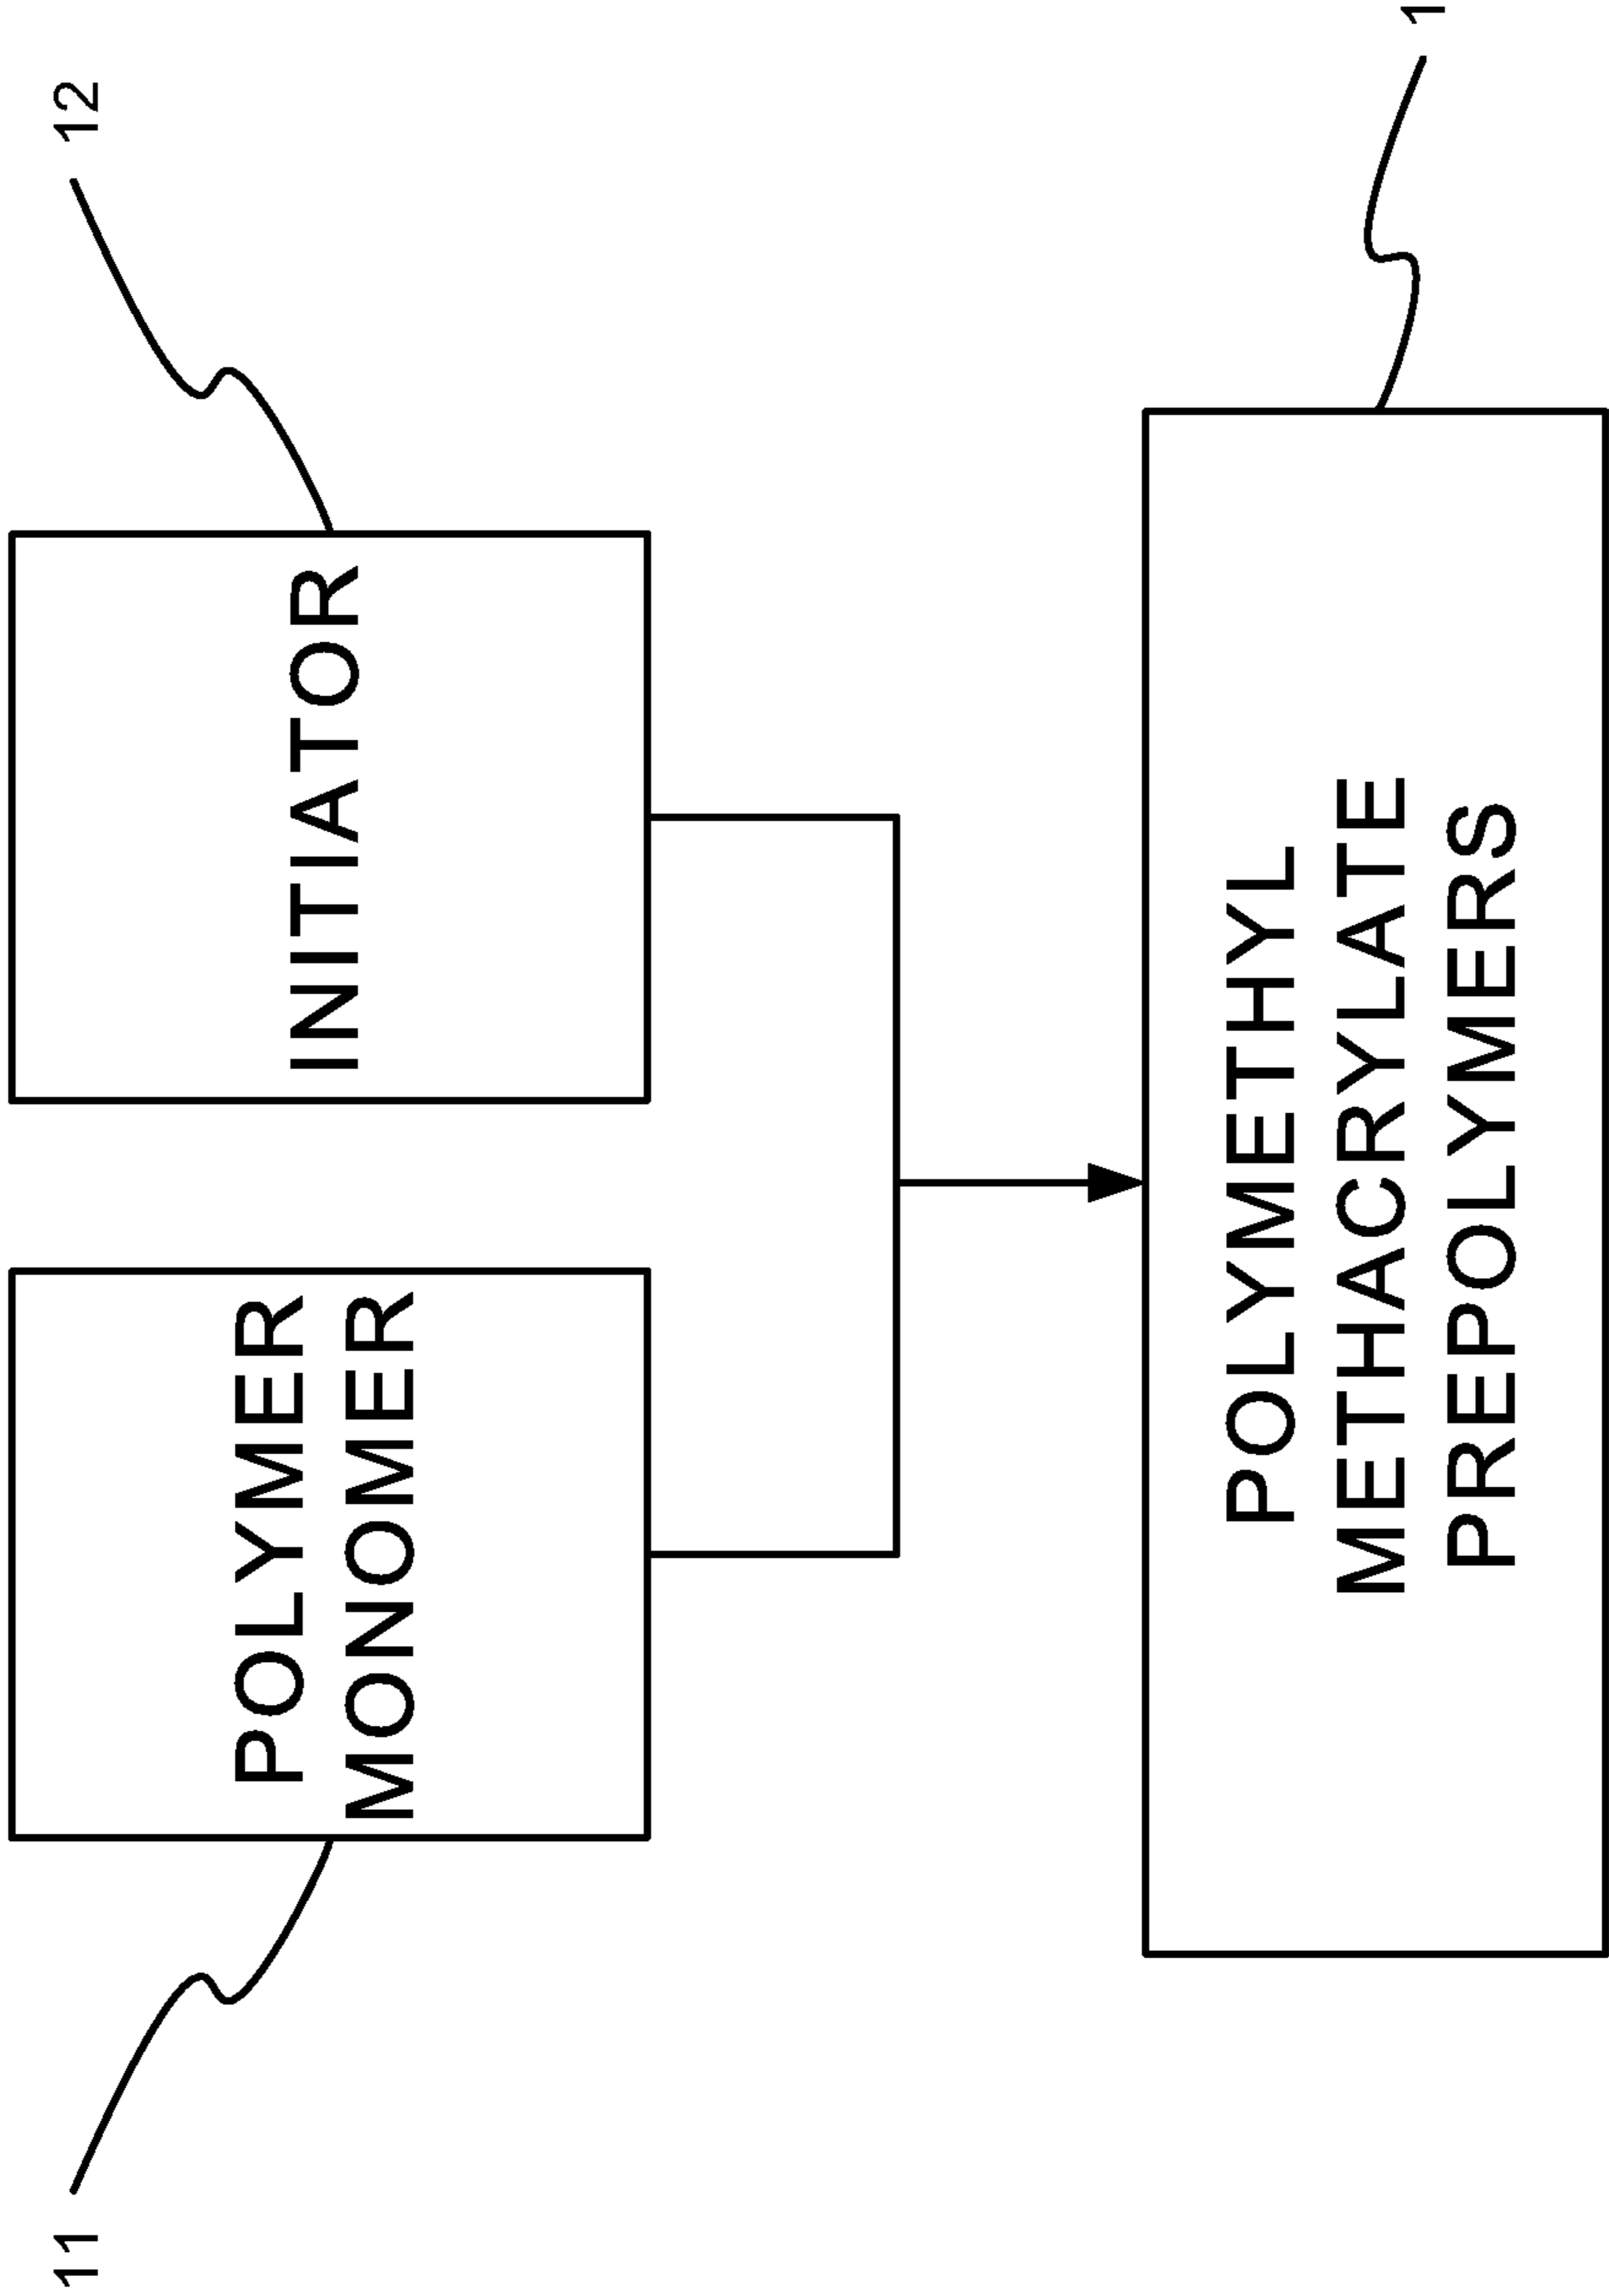 11
POLYMER
MONOMER
INITIATOR
12
POLYMETHYL
METHACRYLATE
PREPOLYMERS
1